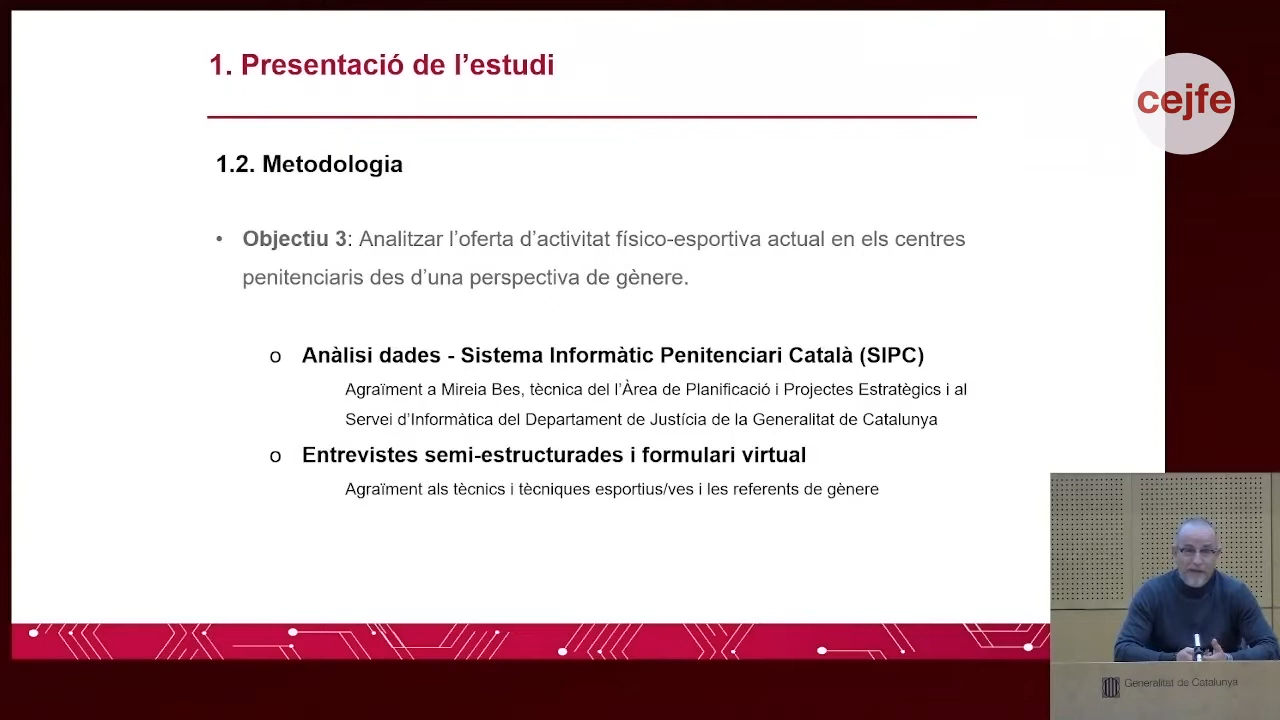 1. Presentació de l’estudi
cejfe
1.2. Metodologia
• Objectiu 3: Analitzar l’oferta d’activitat físico-esportiva actual en els centres
penitenciaris des d’una perspectiva de gènere.
o Anàlisi dades - Sistema Informàtic Penitenciari Català (SIPC)
Agraïment a Mireia Bes, tècnica del l’Àrea de Planificació i Projectes Estratègics i al
Servei d’Informàtica del Departament de Justícia de la Generalitat de Catalunya
o Entrevistes semi-estructurades i formulari virtual
Agraïment als tècnics i tècniques esportius/ves i les referents de gènere
Generalitat de Catalunya